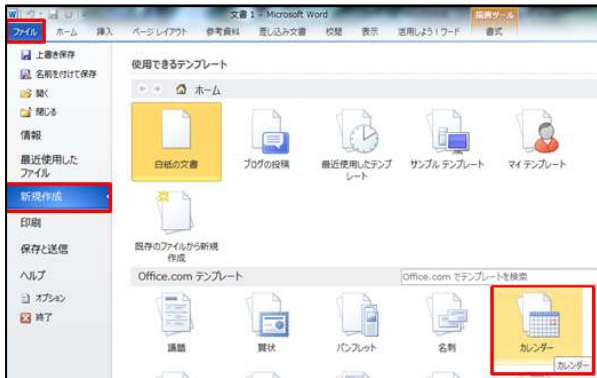 文書 1 - Microsoft Word
描画ツール
ファイル ホーム 挿入 ページ レイアウト 参考資料 差し込み文書 校閲 表示 活用しよう！ワード 書式
上書き保存
名前を付けて保存
開く
閉じる
情報
最近使用した
ファイル
新規作成
印刷
保存と送信
ヘルプ
オプション
終了
使用できるテンプレート
ホーム
白紙の文書
ブログの投稿
最近使用したテンプ
レート
サンプル テンプレート
マイ テンプレート
既存のファイルから新規
作成
Office.com テンプレート
Office.com でテンプレートを検索
議題
賞状
パンフレット
名刺
カレンダー
カレンダー